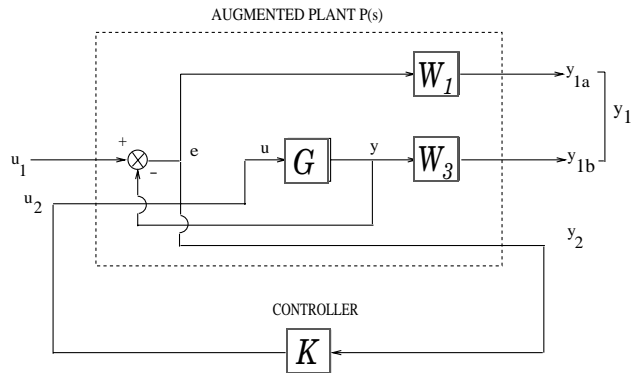 AUGMENTED PLANT P(s)
W1
y1a
y1
+
e
u
G
y
W3
y1b
u1
-
u2
y2
CONTROLLER
K